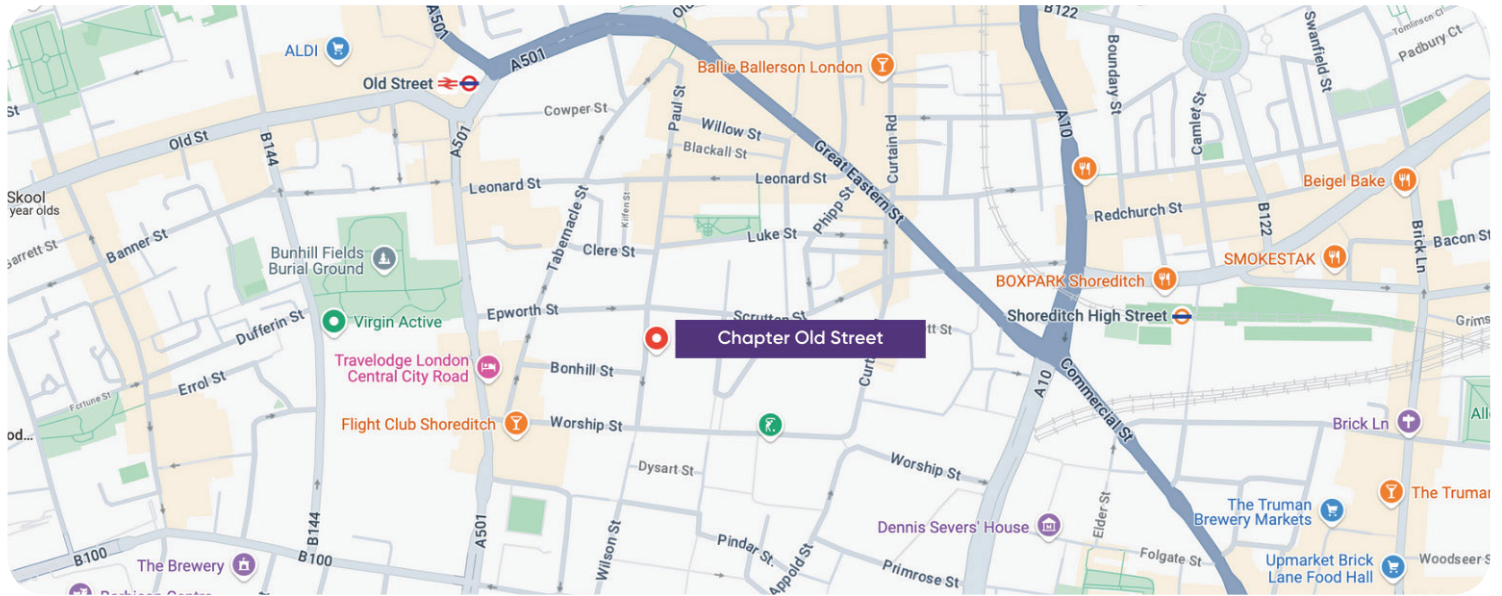 A501
A501
Old
B122
ALDI
Old Street
Ballie Ballerson London
Boundary St
Swanfield St
Padbury Ct
St
Cowper St
Paul St
Willow St
Blackall St
Curtain Rd
A10
Camlet St
Old St
B144
A501
Great Eastern St
Leonard St
Leonard St
Beigel Bake
Skool
year olds
Phipp St
Redchurch St
B122
Brick Ln
Banner St
Tabernacle St
Clere St
Luke St
Bacon St
Garrett St
Bunhill Fields
Burial Ground
SMOKESTAK
BOXPARK Shoreditch
Dufferin St
Virgin Active
Epworth St
Scrutton St
Shoreditch High Street
Chapter Old Street
Travelodge London
Central City Road
Bonhill St
A10
Commercial St
Errol St
Fortune St
Flight Club Shoreditch
Worship St
Brick Ln
Dysart St
Worship St
The Truman
Brewery Markets
The Truman
Dennis Severs' House
Elder St
B144
A501
Wilson St
Pindar St.
Appold St
Primrose St
Folgate St
B100
B100
The Brewery
Upmarket Brick
Lane Food Hall
Woodseer S